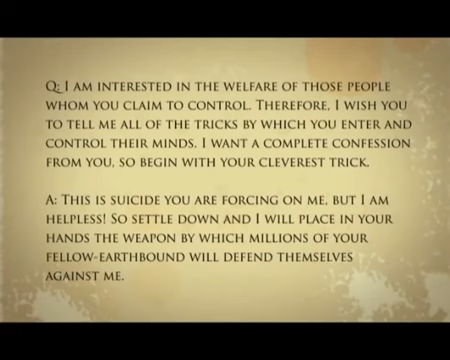 Q: I AM INTERESTED IN THE WELFARE OF THOSE PEOPLE
WHOM YOU CLAIM TO CONTROL. THEREFORE, I WISH YOU
TO TELL ME ALL OF THE TRICKS BY WHICH YOU ENTER AND
CONTROL THEIR MINDS. I WANT A COMPLETE CONFESSION
FROM YOU, SO BEGIN WITH YOUR CLEVEREST TRICK.
A: THIS IS SUICIDE YOU ARE FORCING ON ME, BUT I AM
HELPLESS! SO SETTLE DOWN AND I WILL PLACE IN YOUR
HANDS THE WEAPON BY WHICH MILLIONS OF YOUR
FELLOW-EARTHBOUND WILL DEFEND THEMSELVES
AGAINST ME.